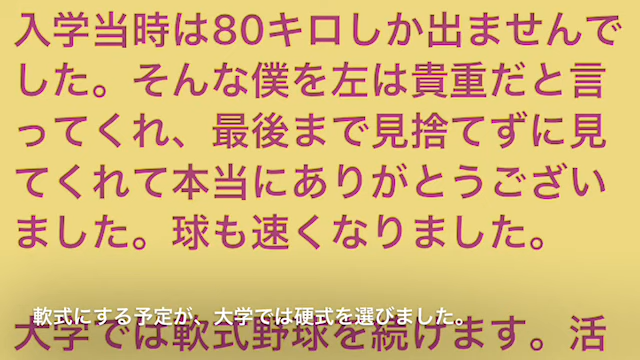 入学当時は80キロしか出ませんで
した。そんな僕を左は貴重だと言
ってくれ、最後まで見捨てずに見
てくれて本当にありがとうござい
ました。球も速くなりました。
軟式にする予定が、大学では硬式を選びました。
大学では軟式野球を続けます。活